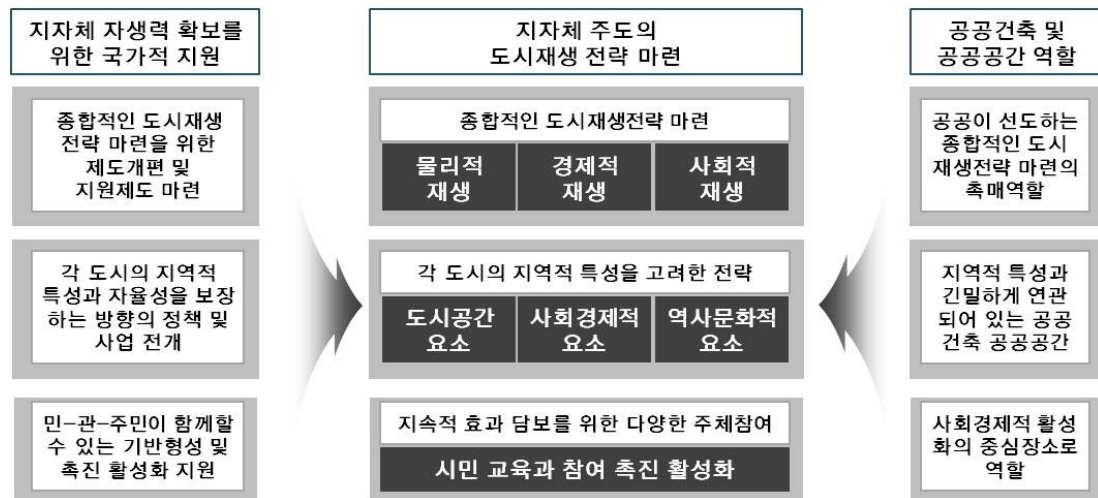 지자체 자생력 확보를
위한 국가적 지원
종합적인 도시재생
전략 마련을 위한
제도개편 및
지원제도 마련
각 도시의 지역적
특성과 자율성을 보장
하는 방향의 정책 및
사업 전개
민-관-주민이 함께할
수 있는 기반형성 및
촉진 활성화 지원
지자체 주도의
도시재생 전략 마련
종합적인 도시재생전략 마련
물리적
재생
경제적
재생
사회적
재생
각 도시의 지역적 특성을 고려한 전략
도시공간
요소
사회경제적
요소
역사문화적
요소
지속적 효과 담보를 위한 다양한 주체참여
시민 교육과 참여 촉진 활성화
공공건축 및
공공공간 역할
공공이 선도하는
종합적인 도시
재생전략 마련의
촉매역할
지역적 특성과
긴밀하게 연관
되어 있는 공공
건축 공공공간
사회경제적 활성
화의 중심장소로
역할